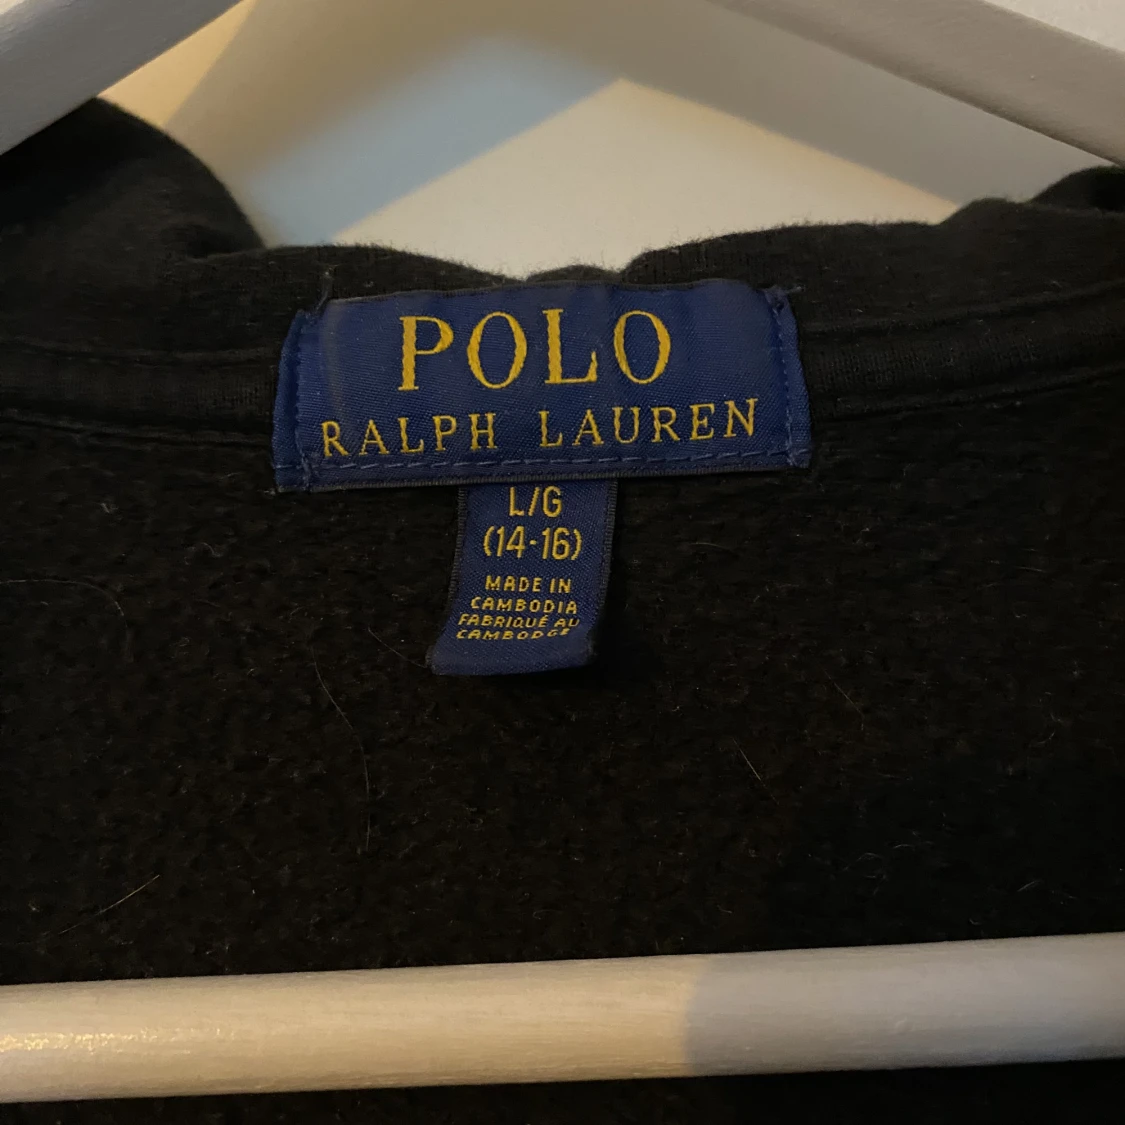 POLO
RALPH LAUREN
L/G
(14-16)
MADE IN
CAMBODIA
FABRIQUÉ AU
CAMBODGE